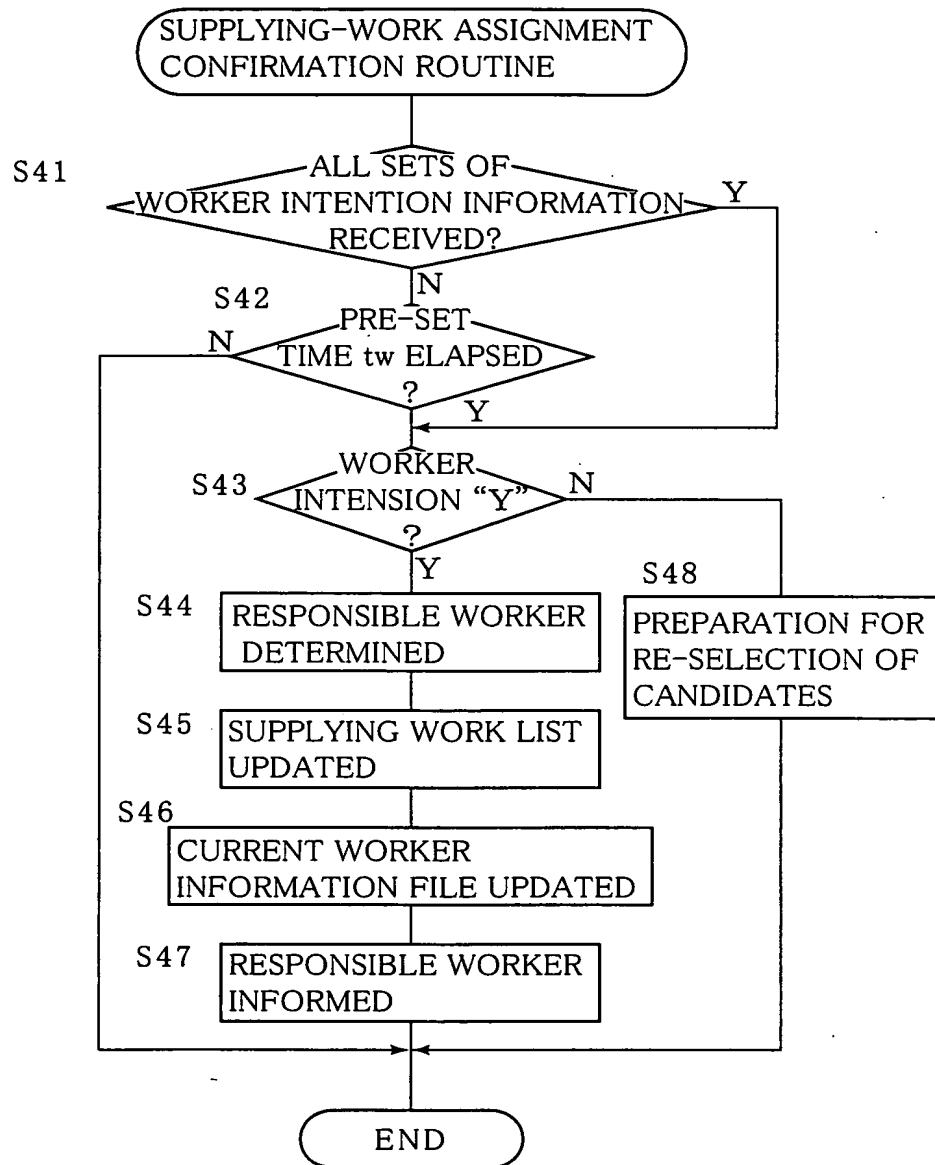 SUPPLYING-WORK ASSIGNMENT
CONFIRMATION ROUTINE
S41
ALL SETS OF
WORKER INTENTION INFORMATION
RECEIVED?
Y
N
S42
PRE-SET
TIME tw ELAPSED
?
N
Y
S43
WORKER
INTENSION “Y”
?
N
Y
S44
RESPONSIBLE WORKER
DETERMINED
S48
PREPARATION FOR
RE-SELECTION OF
CANDIDATES
S45
SUPPLYING WORK LIST
UPDATED
S46
CURRENT WORKER
INFORMATION FILE UPDATED
S47
RESPONSIBLE WORKER
INFORMED
END